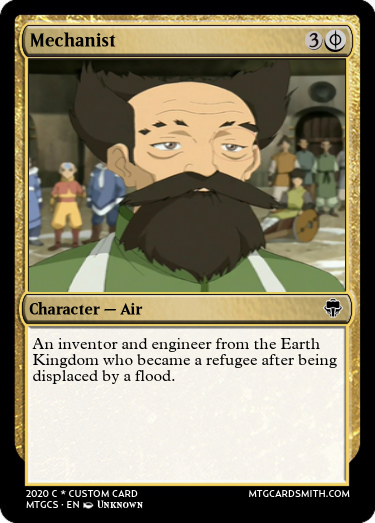 Mechanist 3
Character — Air
An inventor and engineer from the Earth
Kingdom who became a refugee after being
displaced by a flood.
2020 C * CUSTOM CARD
MTGCARDSMITH.COM
MTGCS • EN UNKNOWN